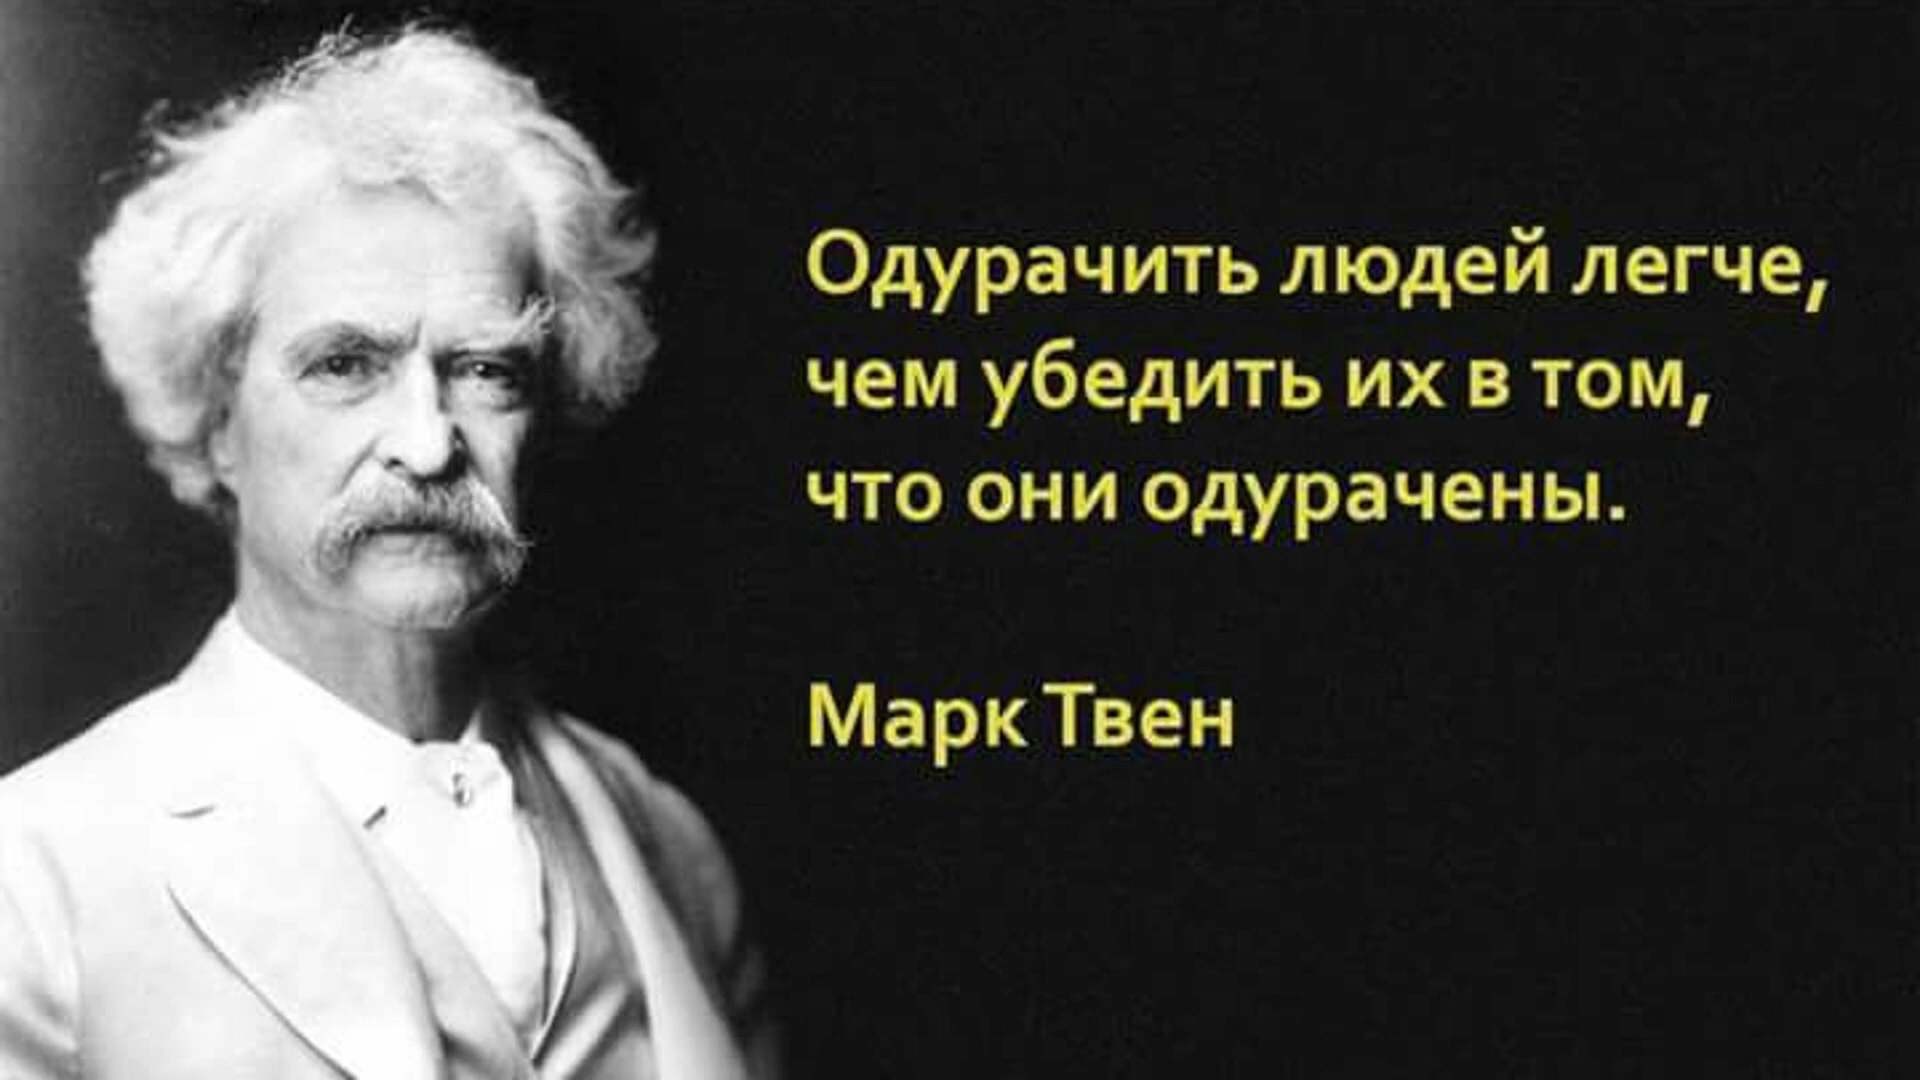 Одурачить людей легче,
чем убедить их в том,
что они одурачены.
Марк Твен